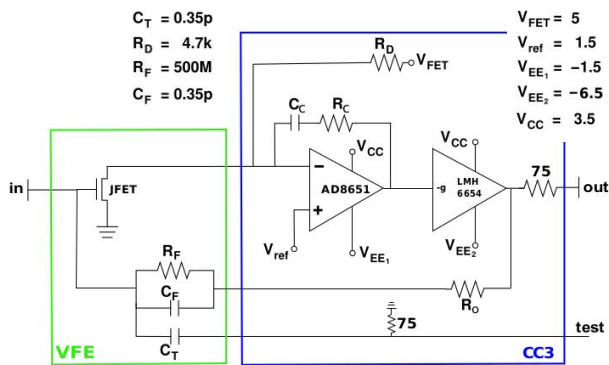 C_T = 0.35p
R_D = 4.7k
R_F = 500M
C_F = 0.35p
V_FET = 5
V_ref = 1.5
V_EE1 = −1.5
V_EE2 = −6.5
V_CC = 3.5
R_D
V_FET
C_C
R_C
in
JFET
−
V_CC
AD8651
+
V_ref
V_EE1
V_CC
-g
LMH
6654
V_EE2
75
out
R_F
C_F
C_T
R_O
75
test
VFE
CC3